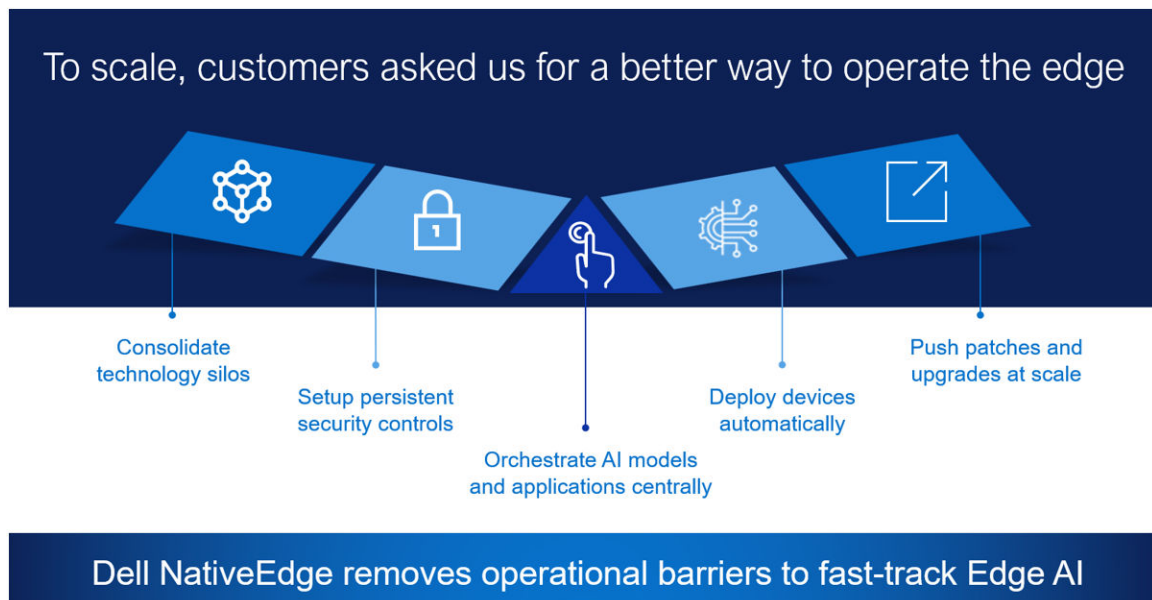 To scale, customers asked us for a better way to operate the edge
Consolidate
technology silos
Setup persistent
security controls
Orchestrate AI models
and applications centrally
Deploy devices
automatically
Push patches and
upgrades at scale
Dell NativeEdge removes operational barriers to fast-track Edge AI